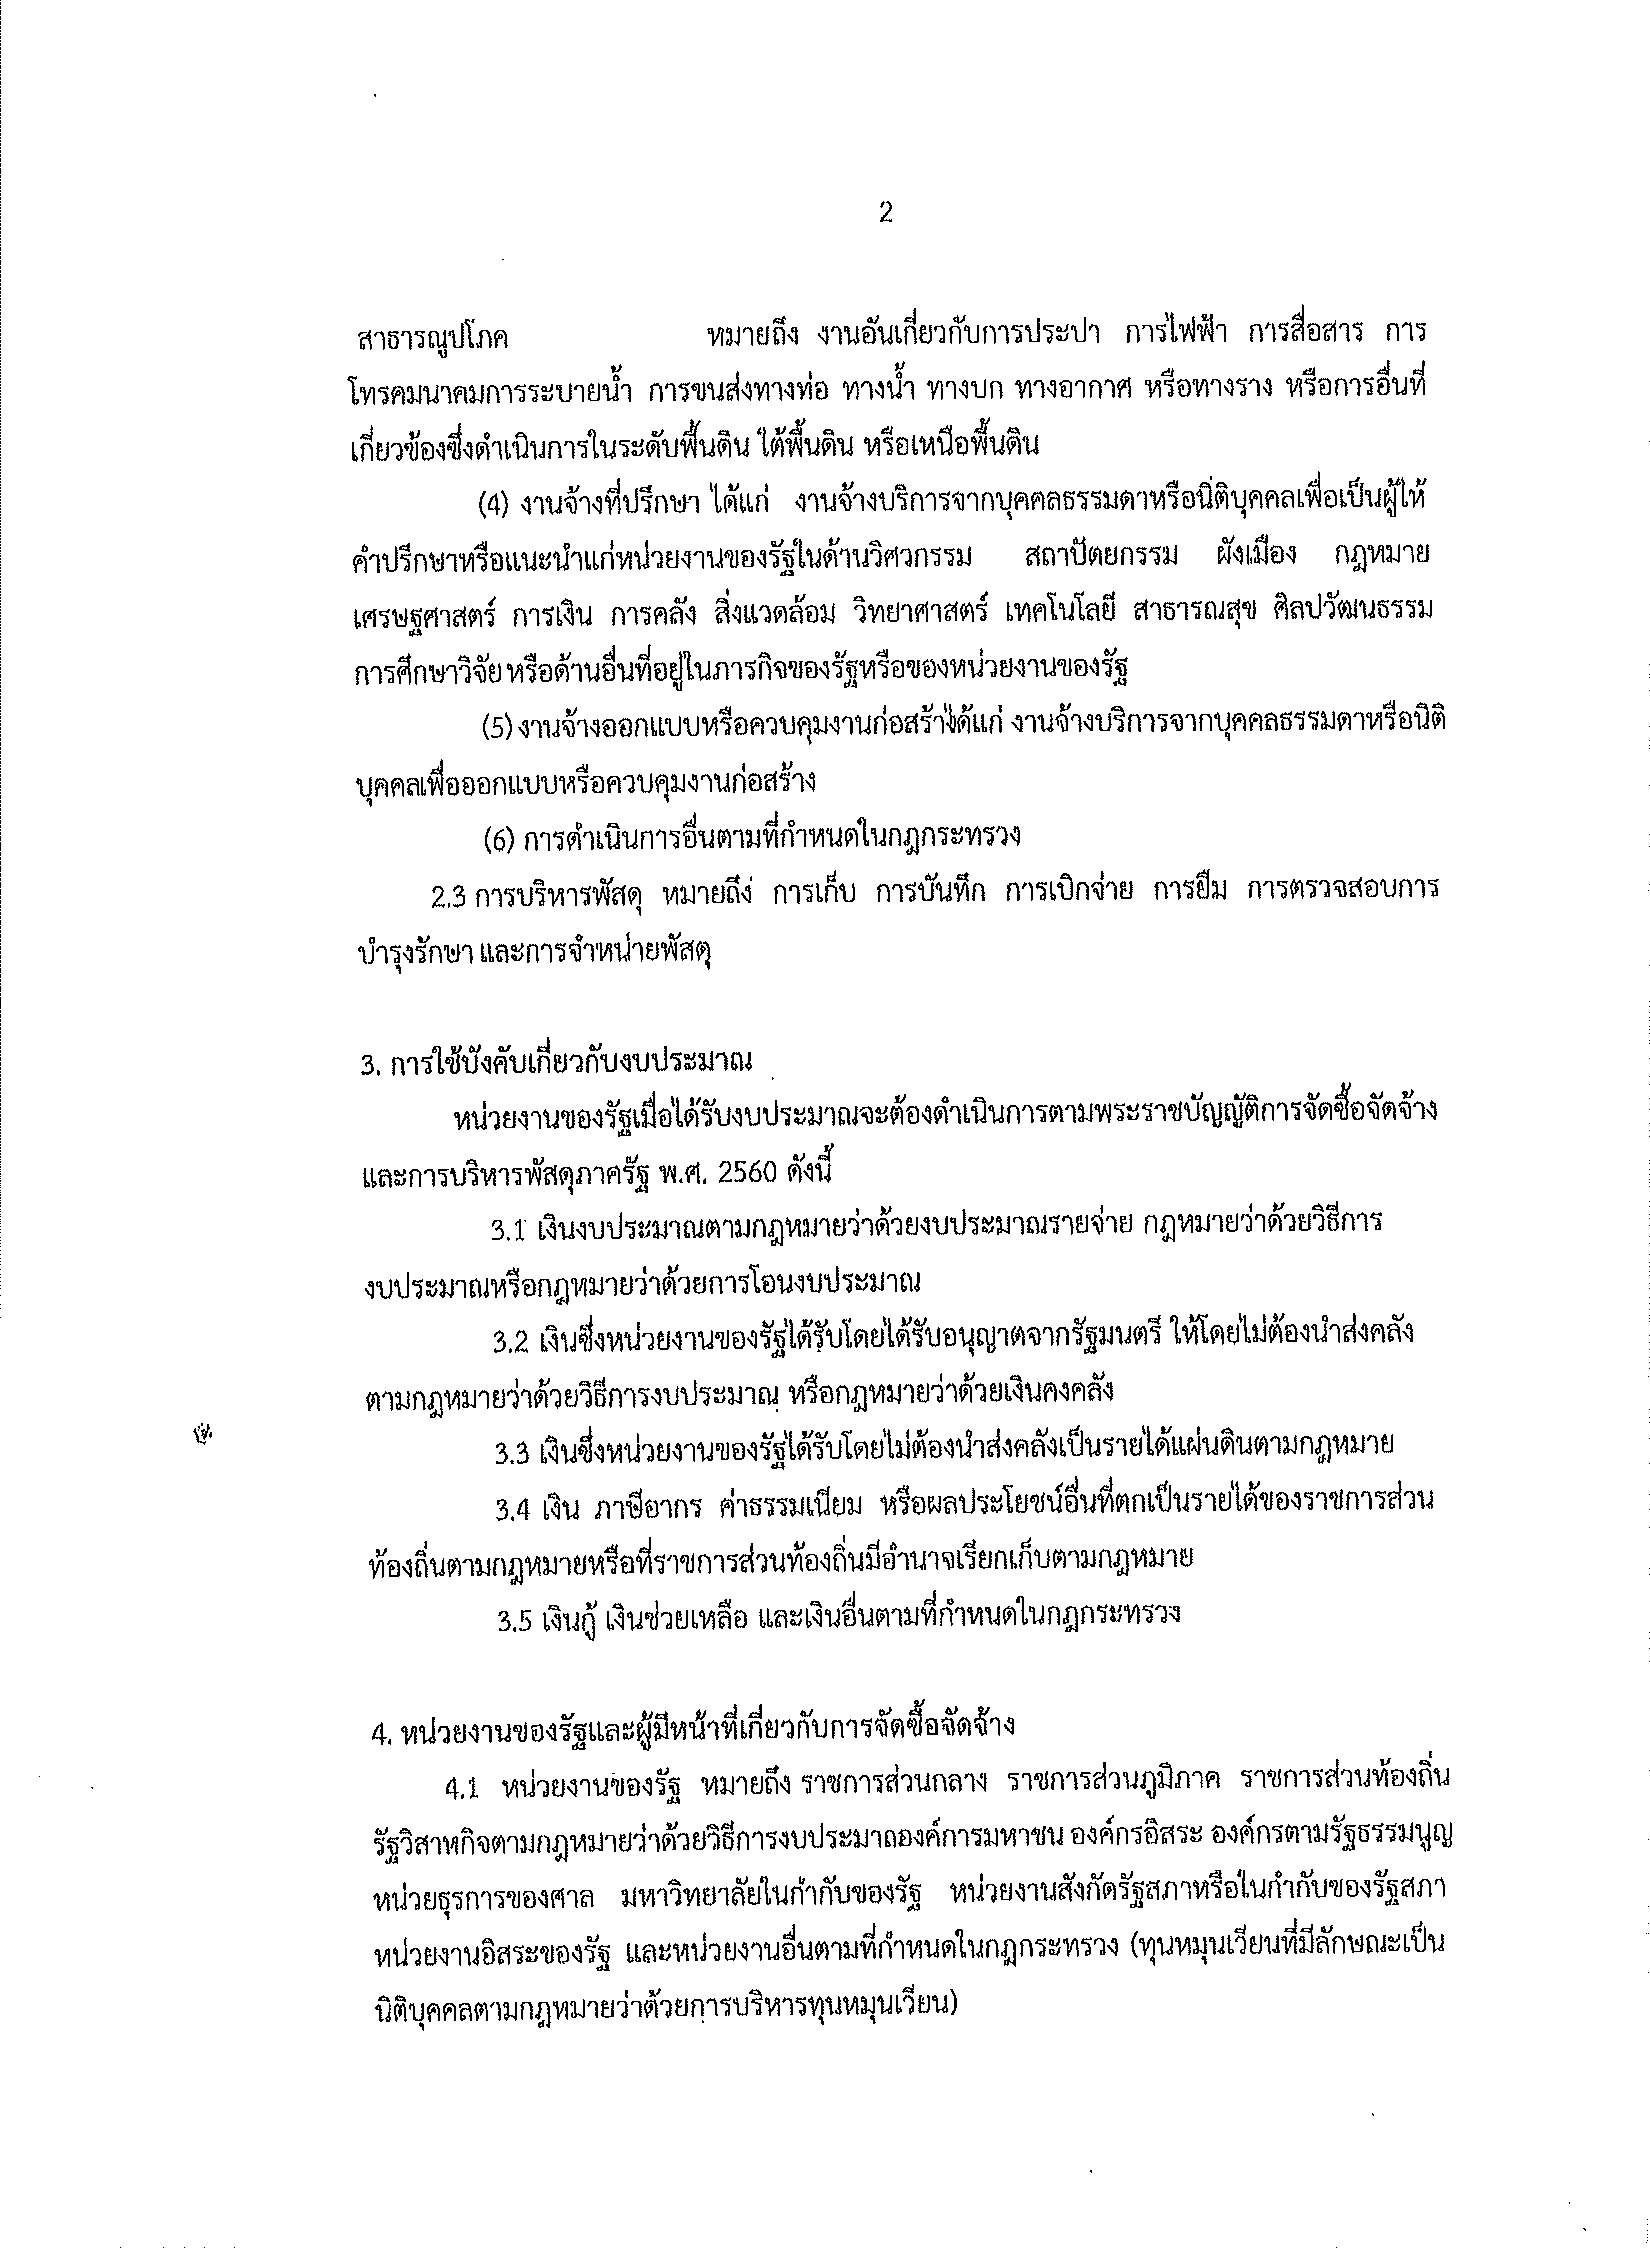 2
สาธารณูปโภค หมายถึง งานอันเกี่ยวกับการประปา การไฟฟ้า การสื่อสาร การ
โทรคมนาคมการระบายน้ำ การขนส่งทางท่อ ทางน้ำ ทางบก ทางอากาศ หรือทางราง หรือการอื่นที่
เกี่ยวข้องซึ่งดำเนินการในระดับพื้นดิน ใต้พื้นดิน หรือเหนือพื้นดิน
(4) งานจ้างที่ปรึกษา ได้แก่ งานจ้างบริการจากบุคคลธรรมดาหรือนิติบุคคลเพื่อเป็นผู้ให้
คำปรึกษาหรือแนะนำแก่หน่วยงานของรัฐในด้านวิศวกรรม สถาปัตยกรรม ผังเมือง กฎหมาย
เศรษฐศาสตร์ การเงิน การคลัง สิ่งแวดล้อม วิทยาศาสตร์ เทคโนโลยี สาธารณสุข ศิลปวัฒนธรรม
การศึกษาวิจัยหรือด้านอื่นที่อยู่ในภารกิจของรัฐหรือของหน่วยงานของรัฐ
(5) งานจ้างออกแบบหรือควบคุมงานก่อสร้างได้แก่ งานจ้างบริการจากบุคคลธรรมดาหรือนิติ
บุคคลเพื่อออกแบบหรือควบคุมงานก่อสร้าง
(6) การดำเนินการอื่นตามที่กำหนดในกฎกระทรวง
2.3 การบริหารพัสดุ หมายถึง การเก็บ การบันทึก การเบิกจ่าย การยืม การตรวจสอบการ
บำรุงรักษา และการจำหน่ายพัสดุ
3. การใช้บังคับเกี่ยวกับงบประมาณ
หน่วยงานของรัฐเมื่อได้รับงบประมาณจะต้องดำเนินการตามพระราชบัญญัติการจัดซื้อจัดจ้าง
และการบริหารพัสดุภาครัฐ พ.ศ. 2560 ดังนี้
3.1 เงินงบประมาณตามกฎหมายว่าด้วยงบประมาณรายจ่าย กฎหมายว่าด้วยวิธีการ
งบประมาณหรือกฎหมายว่าด้วยการโอนงบประมาณ
3.2 เงินซึ่งหน่วยงานของรัฐได้รับโดยได้รับอนุญาตจากรัฐมนตรี ให้โดยไม่ต้องนำส่งคลัง
ตามกฎหมายว่าด้วยวิธีการงบประมาณ หรือกฎหมายว่าด้วยเงินคงคลัง
3.3 เงินซึ่งหน่วยงานของรัฐได้รับโดยไม่ต้องนำส่งคลังเป็นรายได้แผ่นดินตามกฎหมาย
3.4 เงิน ภาษีอากร ค่าธรรมเนียม หรือผลประโยชน์อื่นที่ตกเป็นรายได้ของราชการส่วน
ท้องถิ่นตามกฎหมายหรือที่ราชการส่วนท้องถิ่นมีอำนาจเรียกเก็บตามกฎหมาย
3.5 เงินกู้ เงินช่วยเหลือ และเงินอื่นตามที่กำหนดในกฎกระทรวง
4. หน่วยงานของรัฐและผู้มีหน้าที่เกี่ยวกับการจัดซื้อจัดจ้าง
4.1 หน่วยงานของรัฐ หมายถึง ราชการส่วนกลาง ราชการส่วนภูมิภาค ราชการส่วนท้องถิ่น
รัฐวิสาหกิจตามกฎหมายว่าด้วยวิธีการงบประมาณองค์การมหาชน องค์กรอิสระ องค์กรตามรัฐธรรมนูญ
หน่วยธุรการของศาล มหาวิทยาลัยในกำกับของรัฐ หน่วยงานสังกัดรัฐสภาหรือในกำกับของรัฐสภา
หน่วยงานอิสระของรัฐ และหน่วยงานอื่นตามที่กำหนดในกฎกระทรวง (ทุนหมุนเวียนที่มีลักษณะเป็น
นิติบุคคลตามกฎหมายว่าด้วยการบริหารทุนหมุนเวียน)